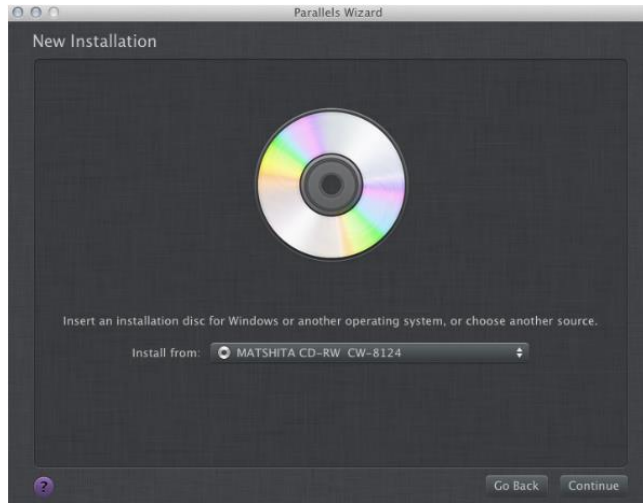 Parallels Wizard
New Installation
Insert an installation disc for Windows or another operating system, or choose another source.
Install from: MATSHITA CD-RW CW-8124
?
Go Back Continue